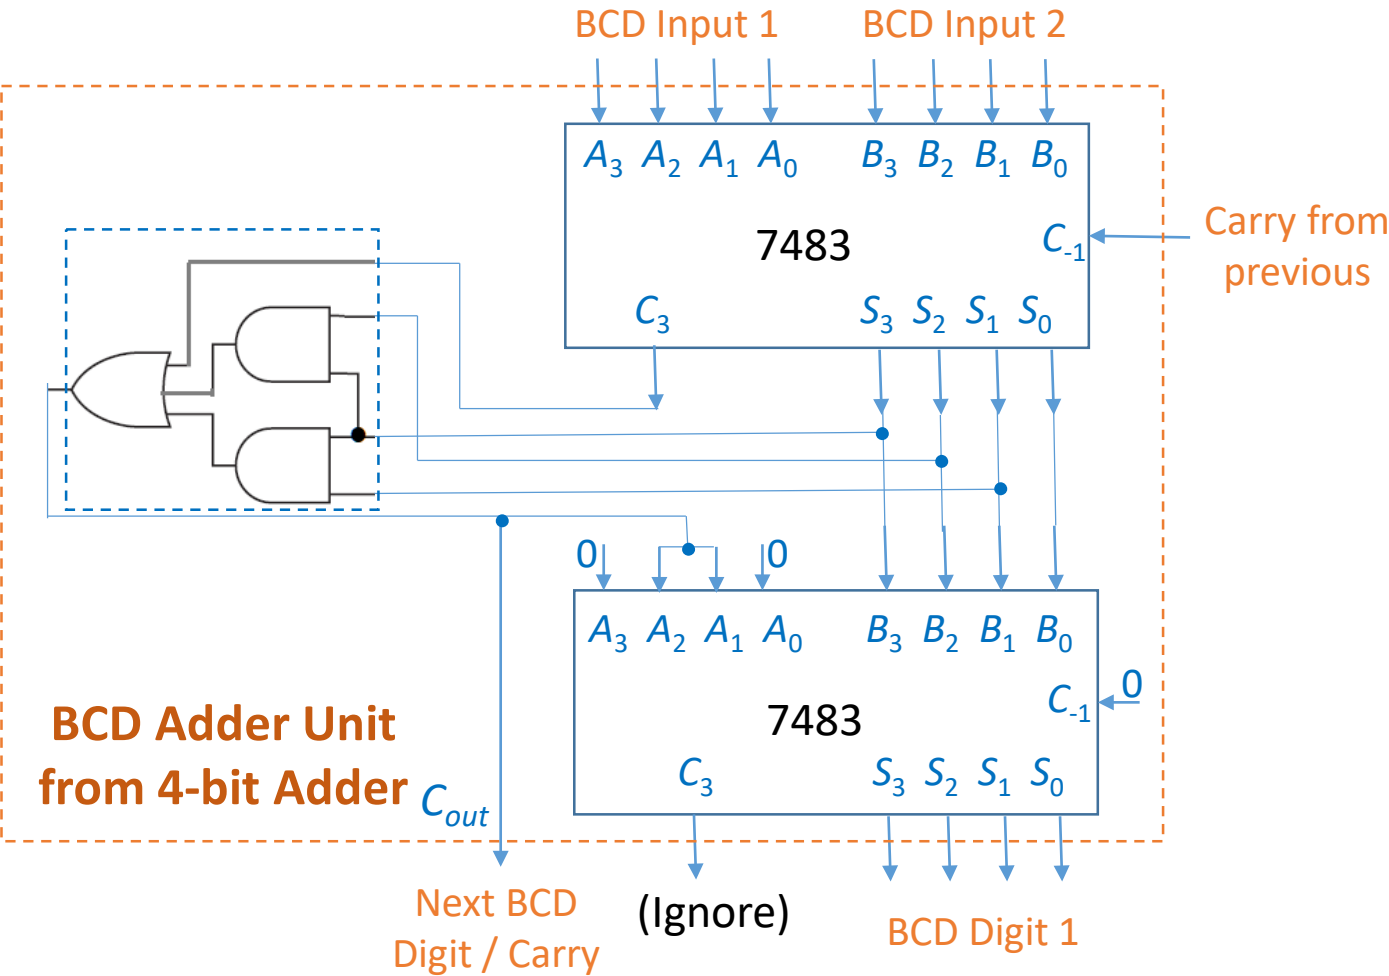 BCD Input 1 BCD Input 2
A3 A2 A1 A0 B3 B2 B1 B0
7483
C-1
Carry from
previous
C3 S3 S2 S1 S0
0 0
A3 A2 A1 A0 B3 B2 B1 B0
7483
C-1
0
C3 S3 S2 S1 S0
BCD Adder Unit
from 4-bit Adder
Cout
Next BCD
Digit / Carry
(Ignore)
BCD Digit 1